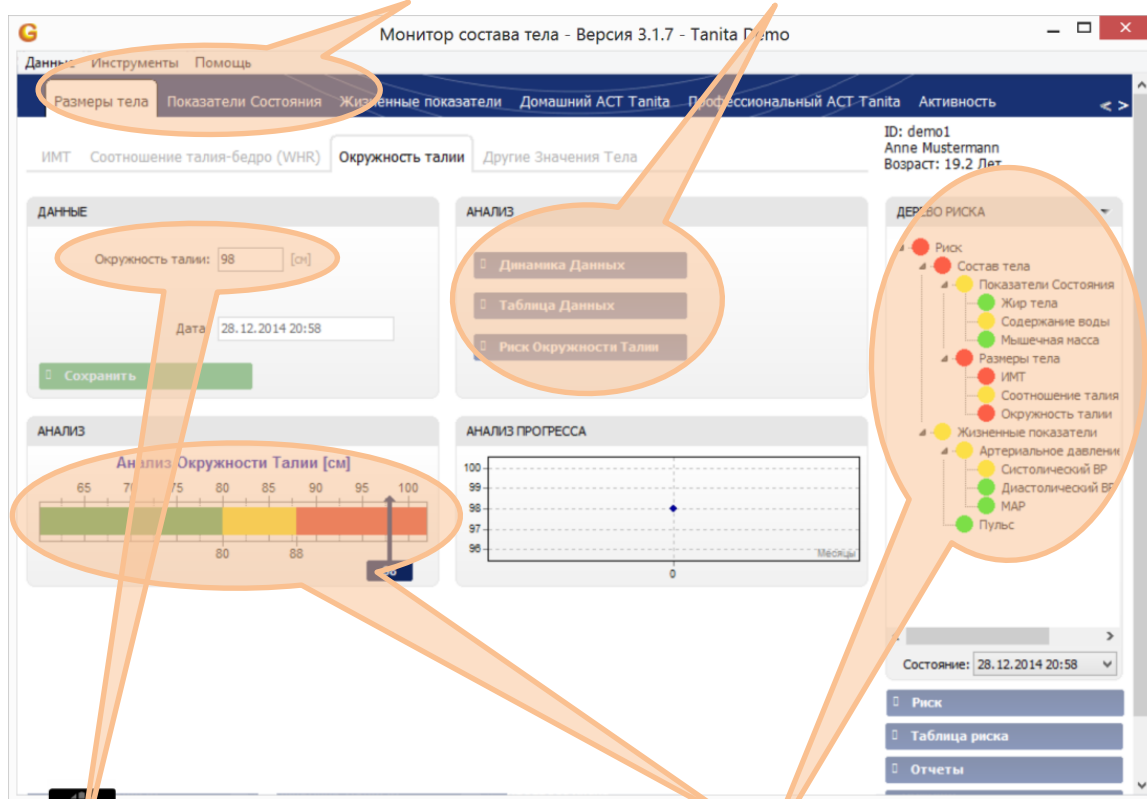 G
Монитор состава тела - Версия 3.1.7 - Tanita Demo
Данные Инструменты Помощь
Размеры тела Показатели Состояния Жизненные показатели Домашний АСТ Tanita Профессиональный АСТ Tanita Активность < >
ID: demo1
Anne Mustermann
Возраст: 19.2 Лет
ИМТ Соотношение талия-бедро (WHR) Окружность талии Другие Значения Тела
ДАННЫЕ
Окружность талии: 98 [см]
Дата 28.12.2014 20:58
Сохранить
АНАЛИЗ
Динамика Данных
Таблица Данных
Риск Окружности Талии
ДЕРЕВО РИСКА
Риск
Состав тела
Показатели Состояния
Жир тела
Содержание воды
Мышечная масса
Размеры тела
ИМТ
Соотношение талия
Окружность талии
Жизненные показатели
Артериальное давление
Систолический ВР
Диастолический ВР
МАР
Пульс
АНАЛИЗ
Анализ Окружности Талии [см]
65 70 75 80 85 90 95 100
80 88
АНАЛИЗ ПРОГРЕССА
100
99
98
97
96
Месяцы
0
Состояние: 28.12.2014 20:58
Риск
Таблица риска
Отчеты